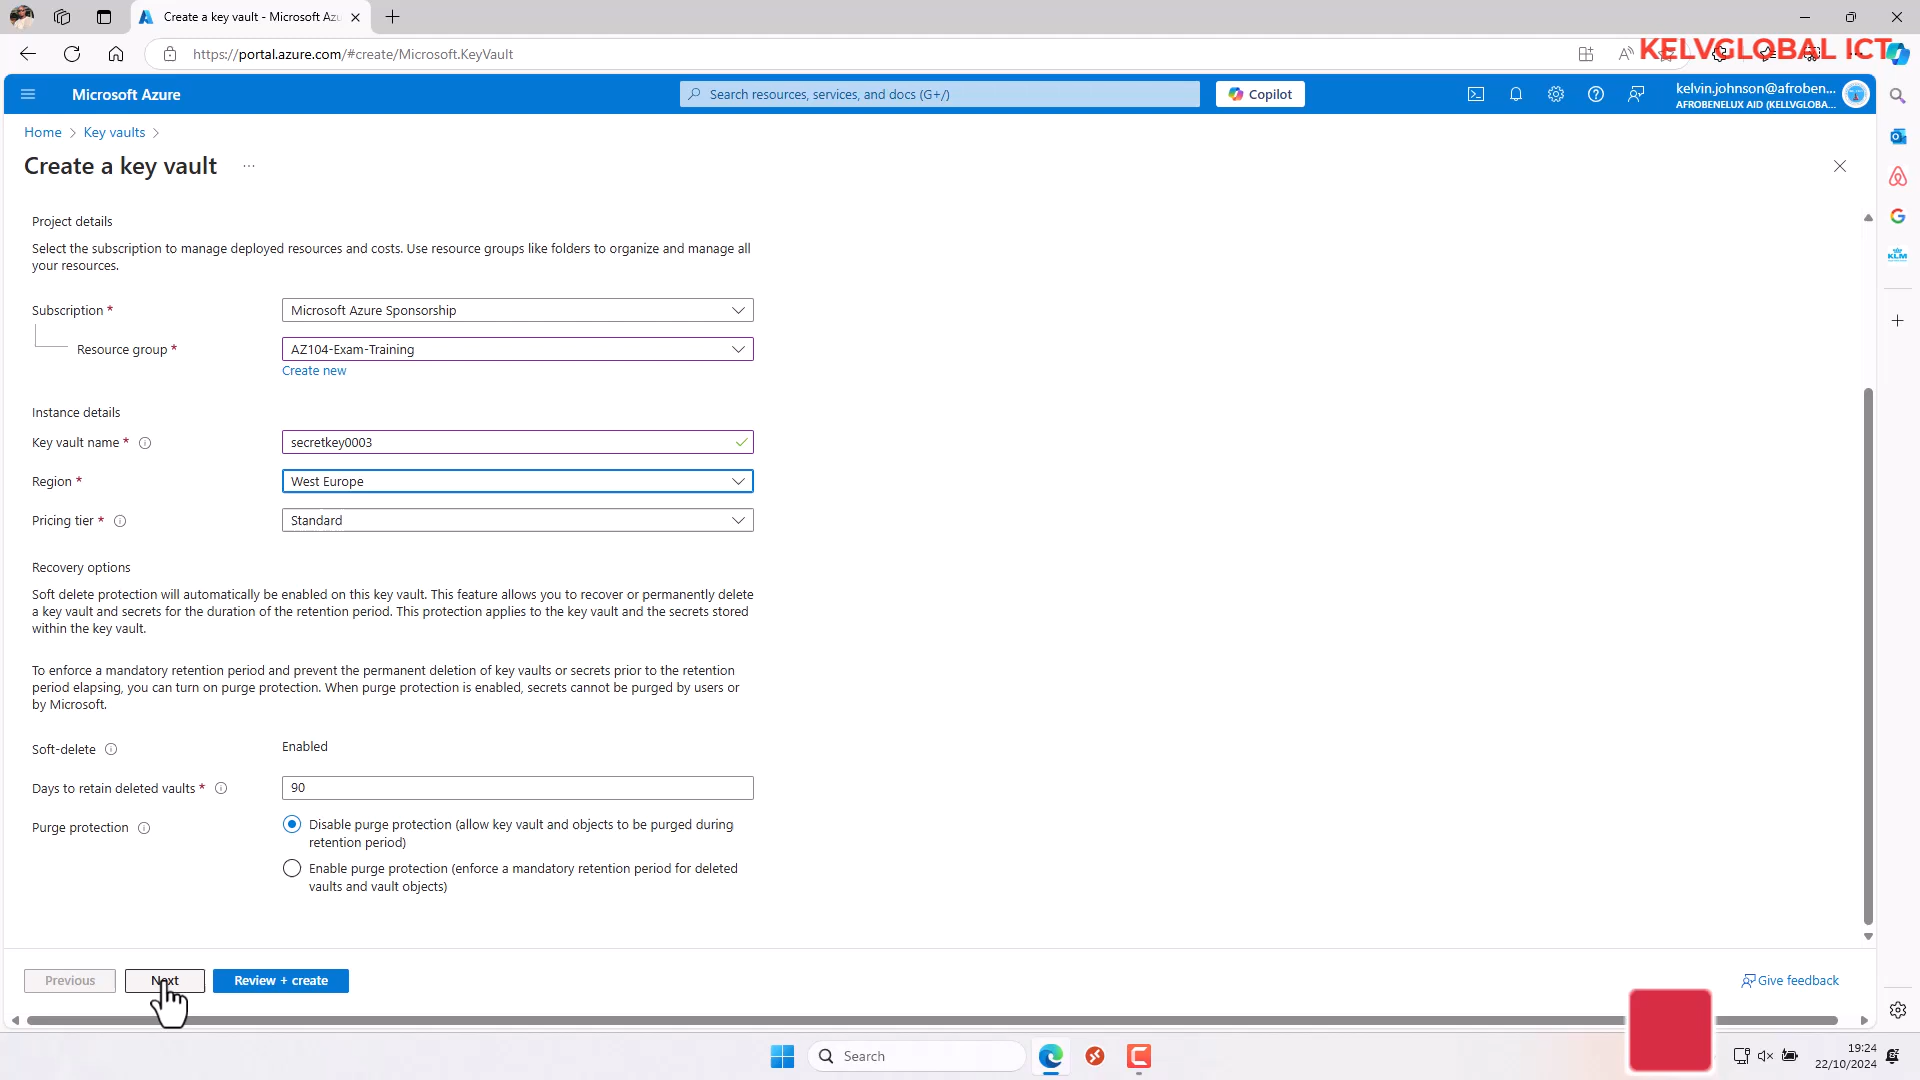 Create a key vault - Microsoft Azu
https://portal.azure.com/#create/Microsoft.KeyVault
KELVGLOBAL ICT
Microsoft Azure
Search resources, services, and docs (G+/)
Copilot
kelvin.johnson@afroben...
AFROBENELUX AID (KELLVGLOBA...
Home > Key vaults >
Create a key vault ...
Project details
Select the subscription to manage deployed resources and costs. Use resource groups like folders to organize and manage all
your resources.
Subscription *
Microsoft Azure Sponsorship
Resource group *
AZ104-Exam-Training
Create new
Instance details
Key vault name *
secretkey0003
Region *
West Europe
Pricing tier *
Standard
Recovery options
Soft delete protection will automatically be enabled on this key vault. This feature allows you to recover or permanently delete
a key vault and secrets for the duration of the retention period. This protection applies to the key vault and the secrets stored
within the key vault.
To enforce a mandatory retention period and prevent the permanent deletion of key vaults or secrets prior to the retention
period elapsing, you can turn on purge protection. When purge protection is enabled, secrets cannot be purged by users or
by Microsoft.
Soft-delete
Enabled
Days to retain deleted vaults *
90
Purge protection
Disable purge protection (allow key vault and objects to be purged during
retention period)
Enable purge protection (enforce a mandatory retention period for deleted
vaults and vault objects)
Previous
Next
Review + create
Give feedback
KLM
Search
19:24
22/10/2024